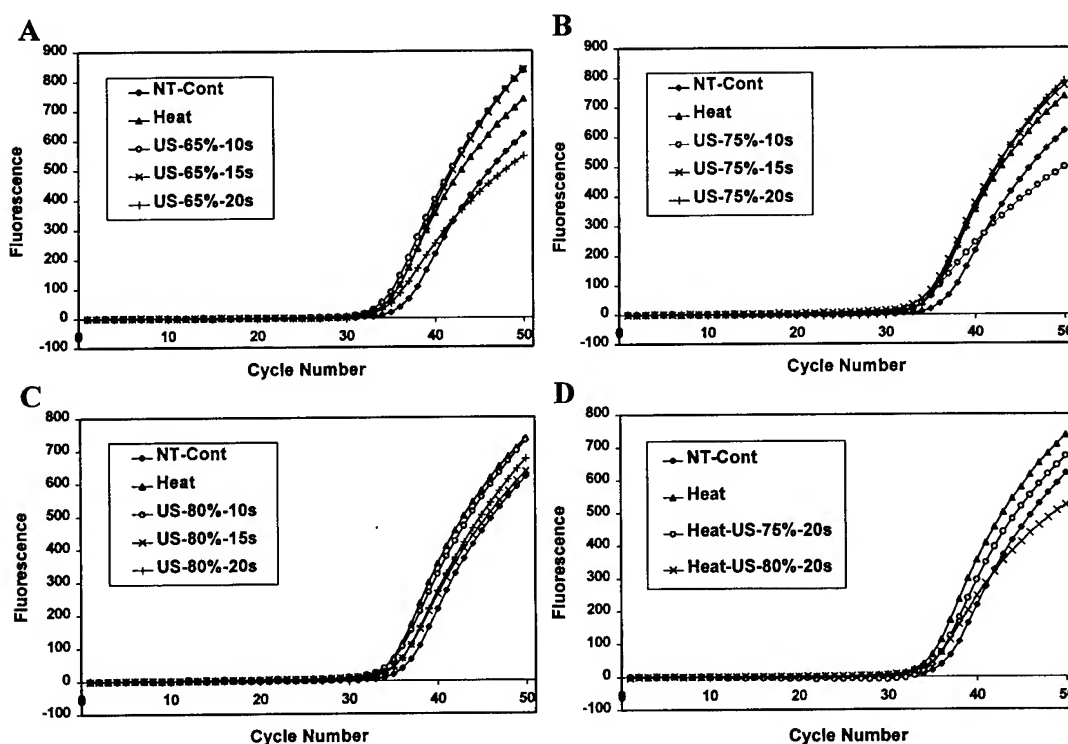 A
900
800
700
600
500
400
300
200
100
0
-100
Fluorescence
NT-Cont
Heat
US-65%-10s
US-65%-15s
US-65%-20s
0 10 20 30 40 50
Cycle Number
B
900
800
700
600
500
400
300
200
100
0
-100
Fluorescence
NT-Cont
Heat
US-75%-10s
US-75%-15s
US-75%-20s
0 10 20 30 40 50
Cycle Number
C
800
700
600
500
400
300
200
100
0
-100
Fluorescence
NT-Cont
Heat
US-80%-10s
US-80%-15s
US-80%-20s
0 10 20 30 40 50
Cycle Number
D
800
700
600
500
400
300
200
100
0
-100
Fluorescence
NT-Cont
Heat
Heat-US-75%-20s
Heat-US-80%-20s
0 10 20 30 40 50
Cycle Number